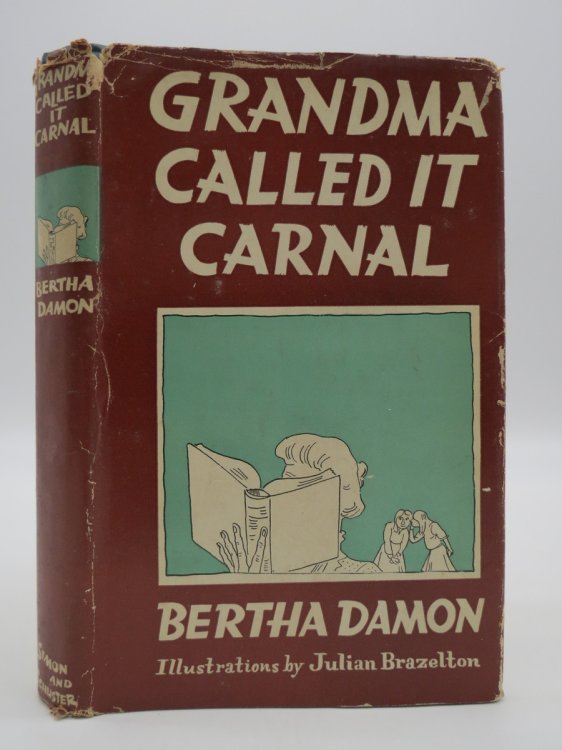 GRANDMA
CALLED
IT
CARNAL
BERTHA
DAMON
SIMON
AND
SCHUSTER
GRANDMA
CALLED IT
CARNAL
BERTHA DAMON
Illustrations by Julian Brazelton